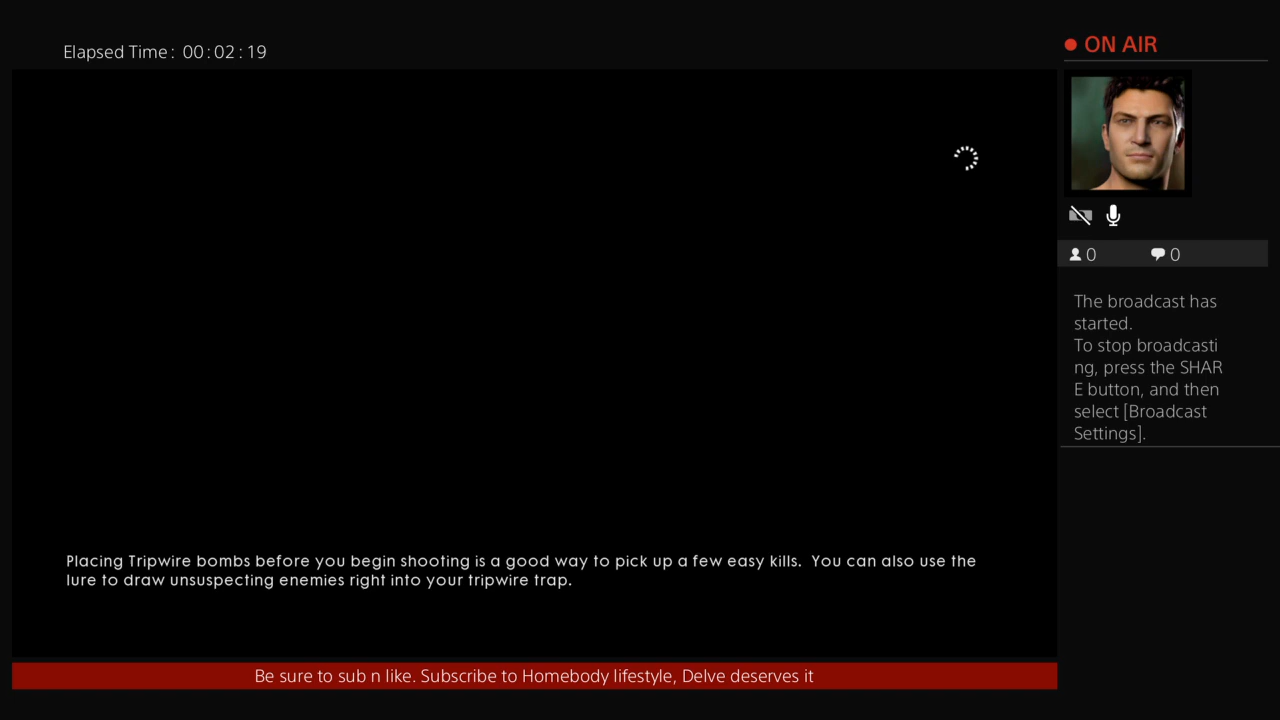 Elapsed Time: 00:02:19
ON AIR
0 0
The broadcast has
started.
To stop broadcasti
ng, press the SHAR
E button, and then
select [Broadcast
Settings].
Placing Tripwire bombs before you begin shooting is a good way to pick up a few easy kills. You can also use the
lure to draw unsuspecting enemies right into your tripwire trap.
Be sure to sub n like. Subscribe to Homebody lifestyle, Delve deserves it